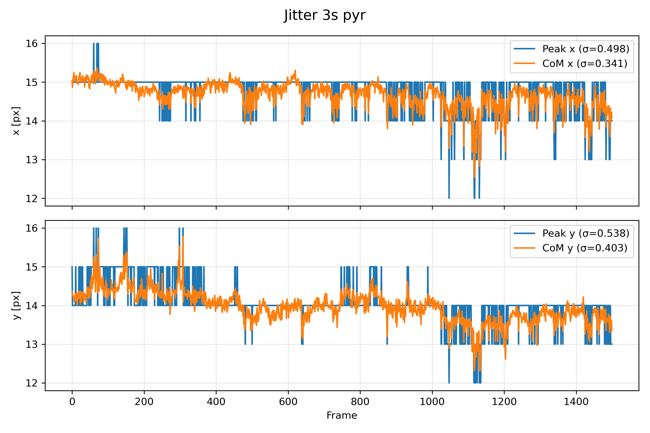 Jitter 3s pyr
16
15
14
13
12
x [px]
Peak x (σ=0.498)
CoM x (σ=0.341)
16
15
14
13
12
y [px]
Peak y (σ=0.538)
CoM y (σ=0.403)
0 200 400 600 800 1000 1200 1400
Frame